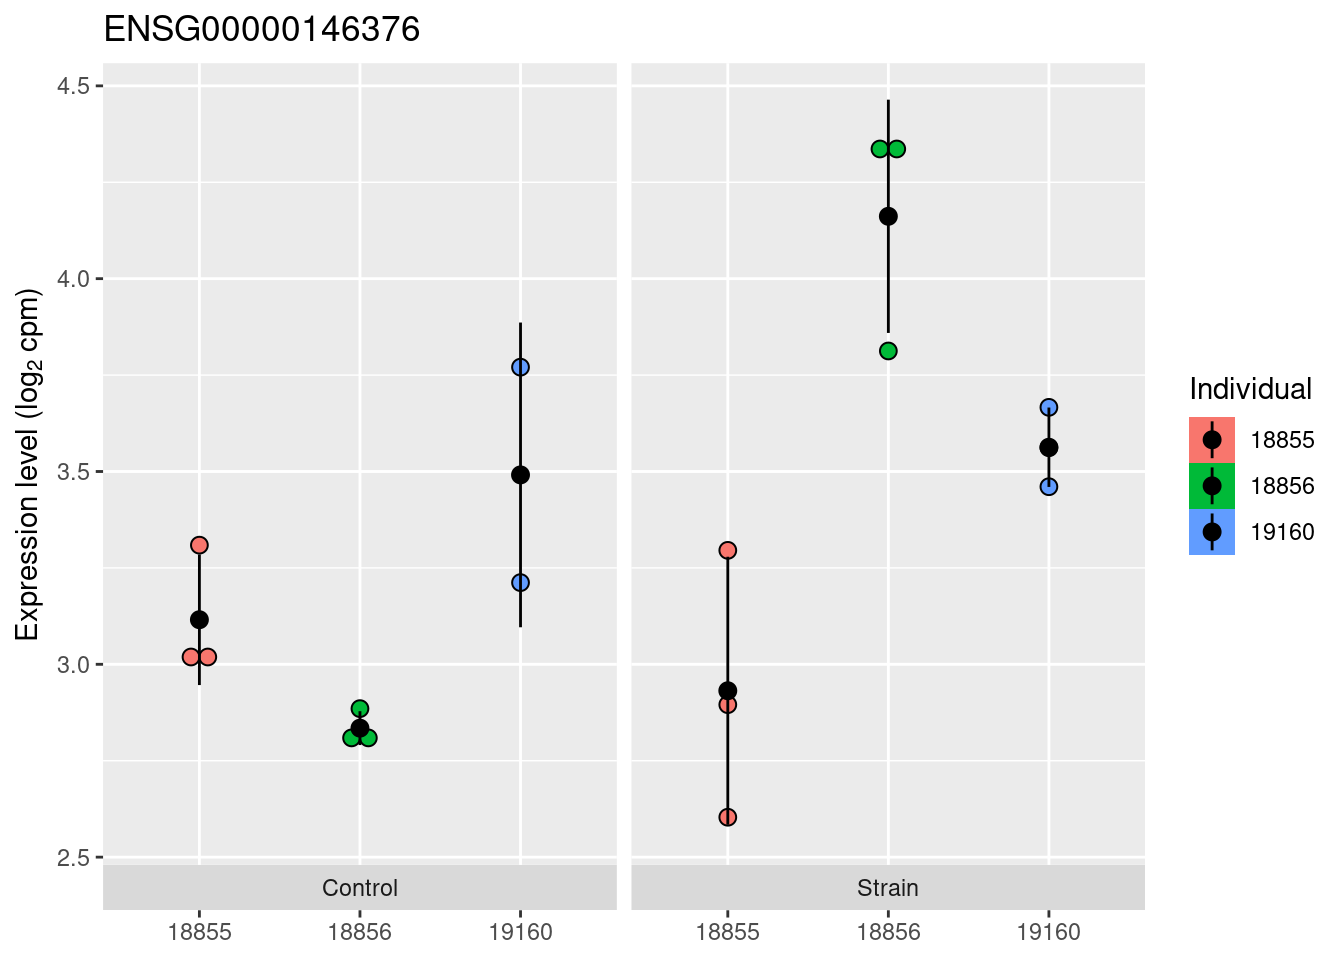 ENSG00000146376
Expression level (log₂ cpm)
4.5
4.0
3.5
3.0
2.5
Control
Strain
18855
18856
19160
18855
18856
19160
Individual
18855
18856
19160